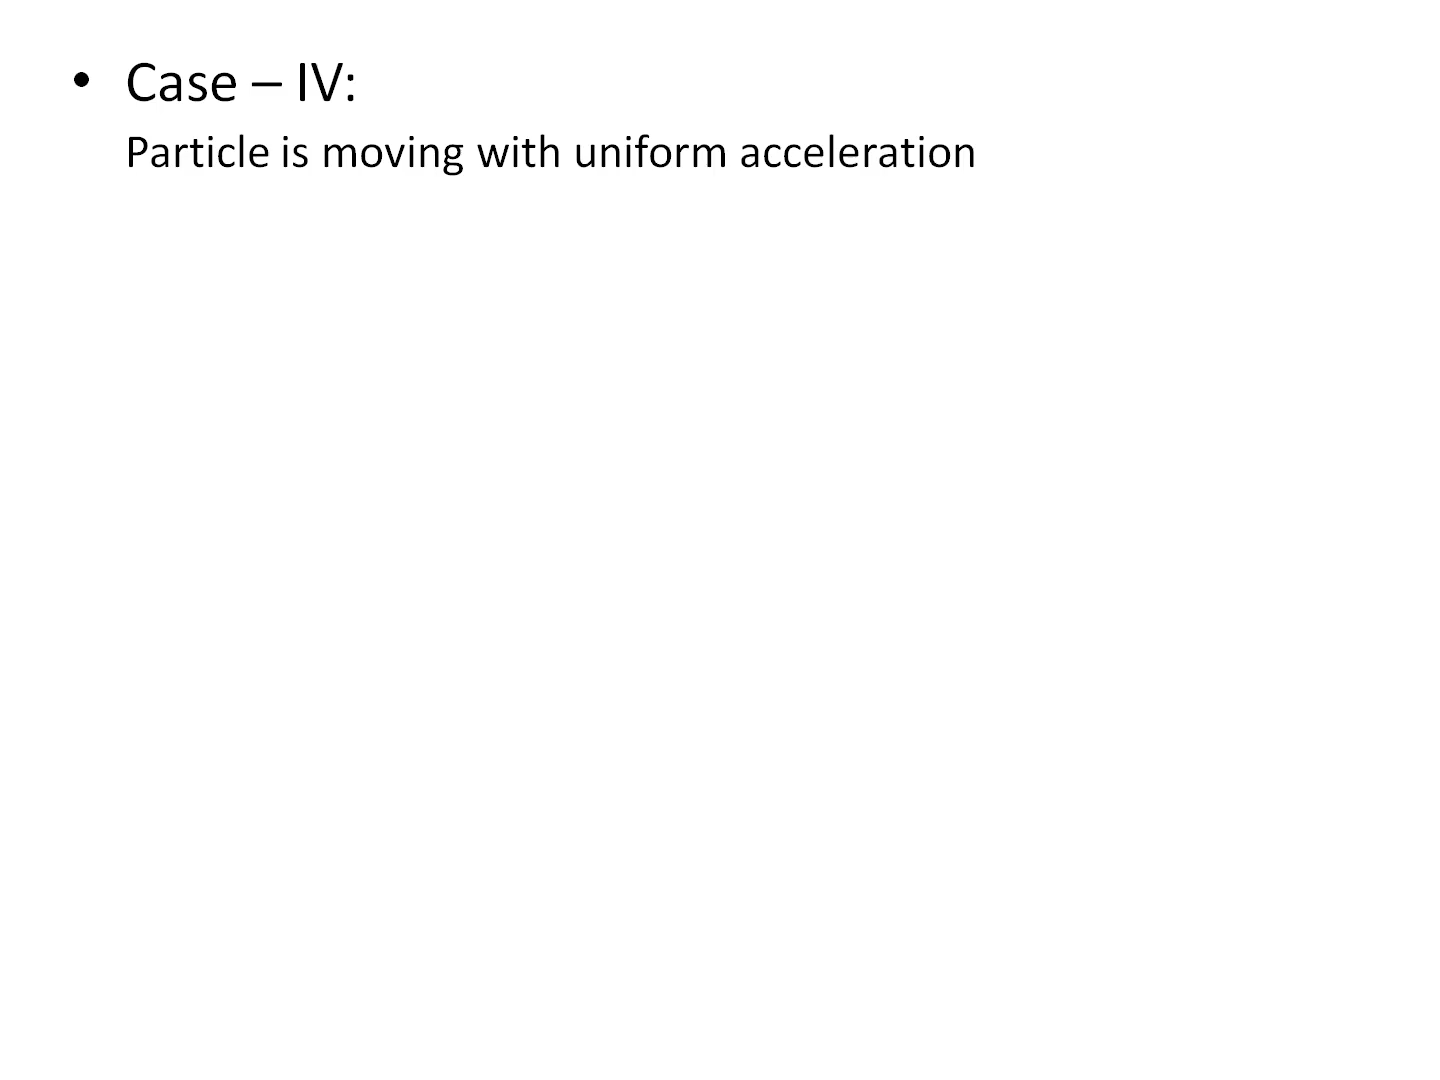 • Case – IV:
Particle is moving with uniform acceleration